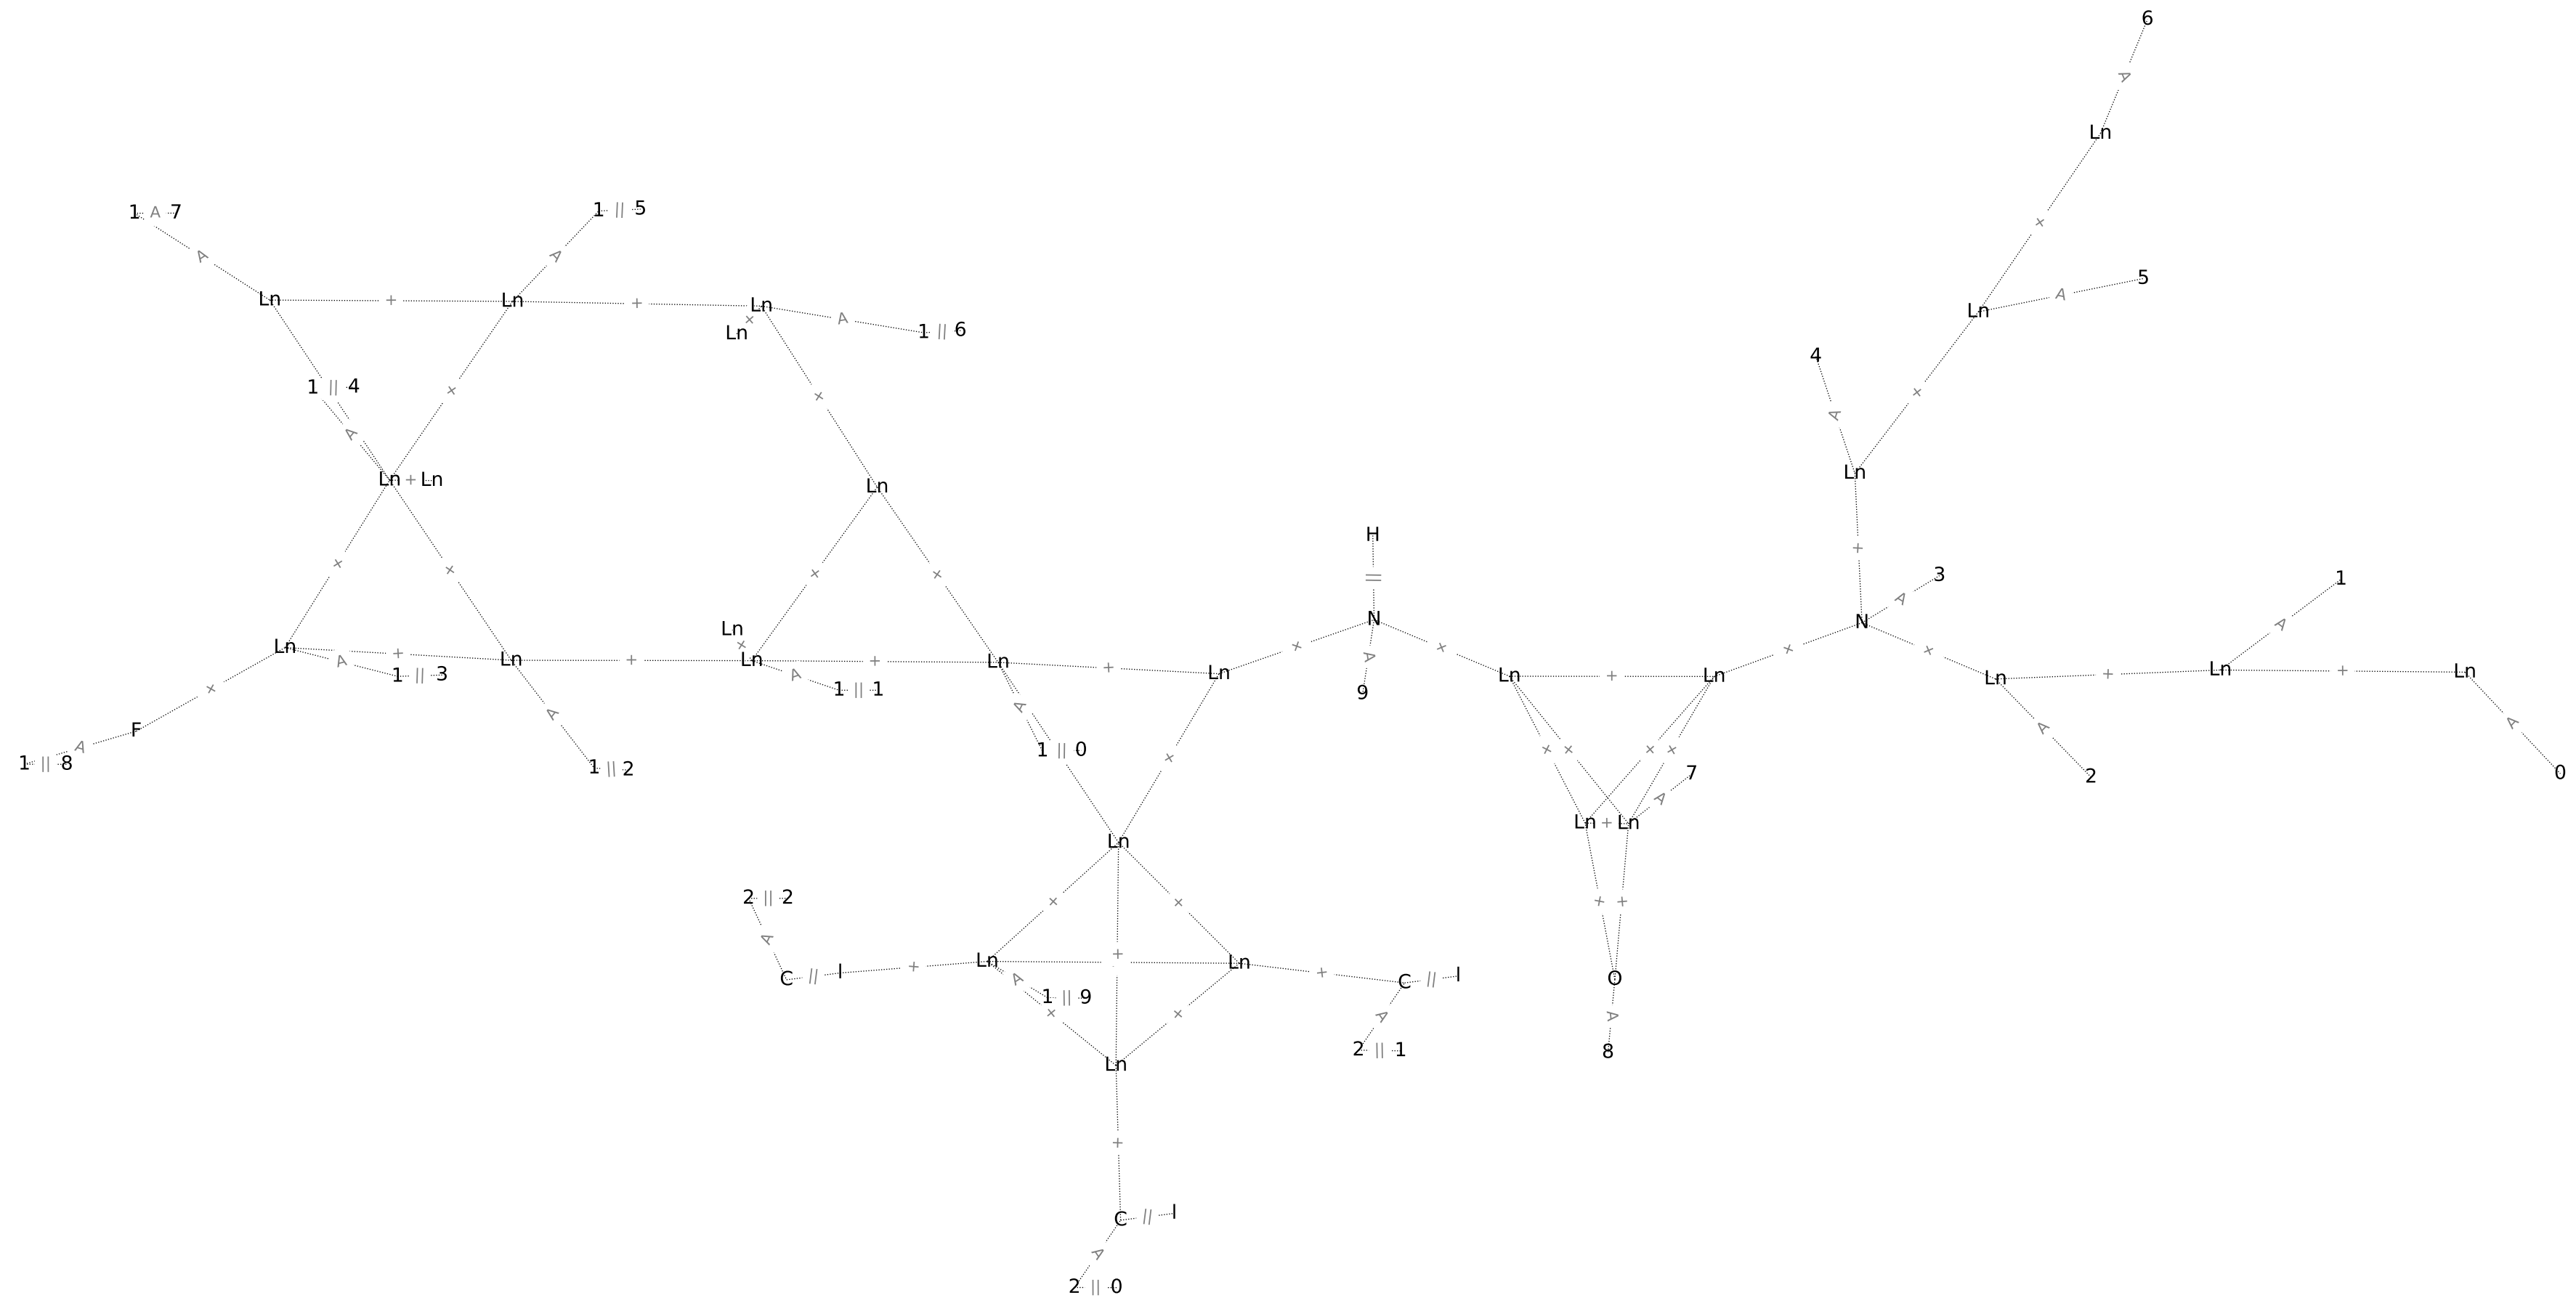 6
A
Ln
1 A 7
1 || 5
A
A
×
5
A
Ln + Ln + Ln
Ln
A
1 || 6
Ln
×
4
1 || 4
×
×
×
A
A
Ln + Ln
Ln
Ln
+
H
||
1
3
A
N
A
N
×
×
×
×
Ln
×
Ln
+
Ln
+
Ln
×
+
Ln
+
Ln
×
A
9
×
Ln
+
Ln
×
×
Ln
+
Ln
+
Ln
A
1 || 3
A
1 || 1
×
F
A
1 || 8
A
1 || 2
A
1 || 0
×
×
×
×
×
7
A
Ln + Ln
A
2
A
0
Ln
2 || 2
A
C || I
+
Ln
×
×
+
Ln
+
C || I
+
+
O
A
1 || 9
×
×
A
2 || 1
A
8
Ln
+
C || I
A
2 || 0